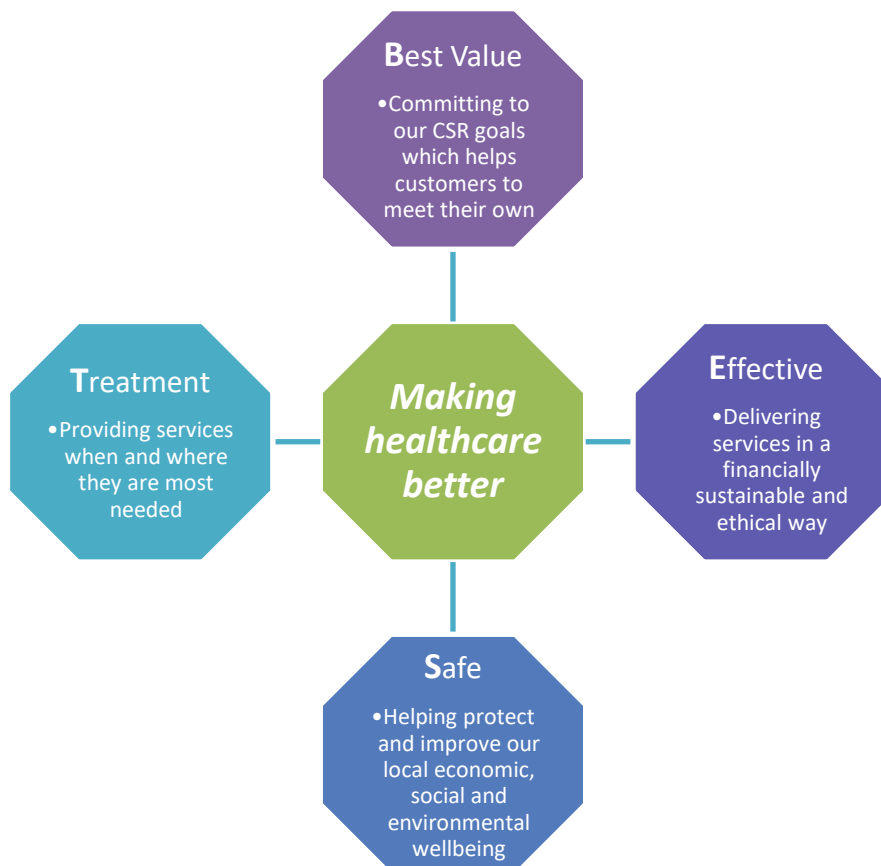 Best Value
•Committing to
our CSR goals
which helps
customers to
meet their own
Treatment
•Providing services
when and where
they are most
needed
Making
healthcare
better
Effective
•Delivering
services in a
financially
sustainable and
ethical way
Safe
•Helping protect
and improve our
local economic,
social and
environmental
wellbeing